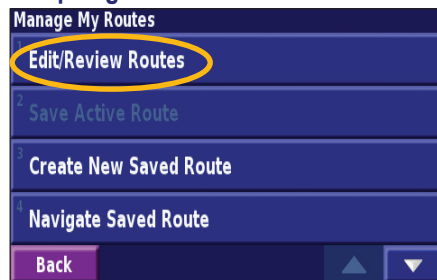 Manage My Routes
1 Edit/Review Routes
2 Save Active Route
3 Create New Saved Route
4 Navigate Saved Route
Back